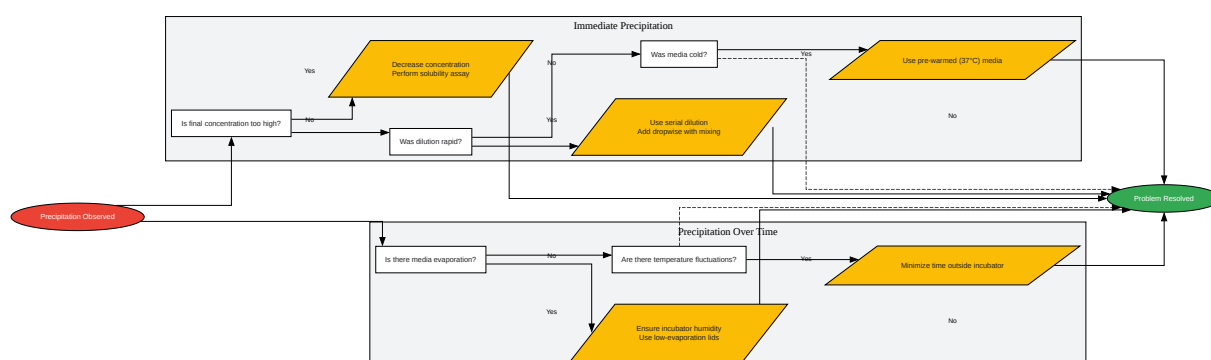 Immediate Precipitation
Yes
Decrease concentration
Perform solubility assay
No
Was media cold?
Yes
Use pre-warmed (37°C) media
Is final concentration too high?
No
Was dilution rapid?
Yes
Use serial dilution
Add dropwise with mixing
No
Precipitation Observed
Problem Resolved
Precipitation Over Time
Is there media evaporation?
No
Are there temperature fluctuations?
Yes
Minimize time outside incubator
Yes
Ensure incubator humidity
Use low-evaporation lids
No